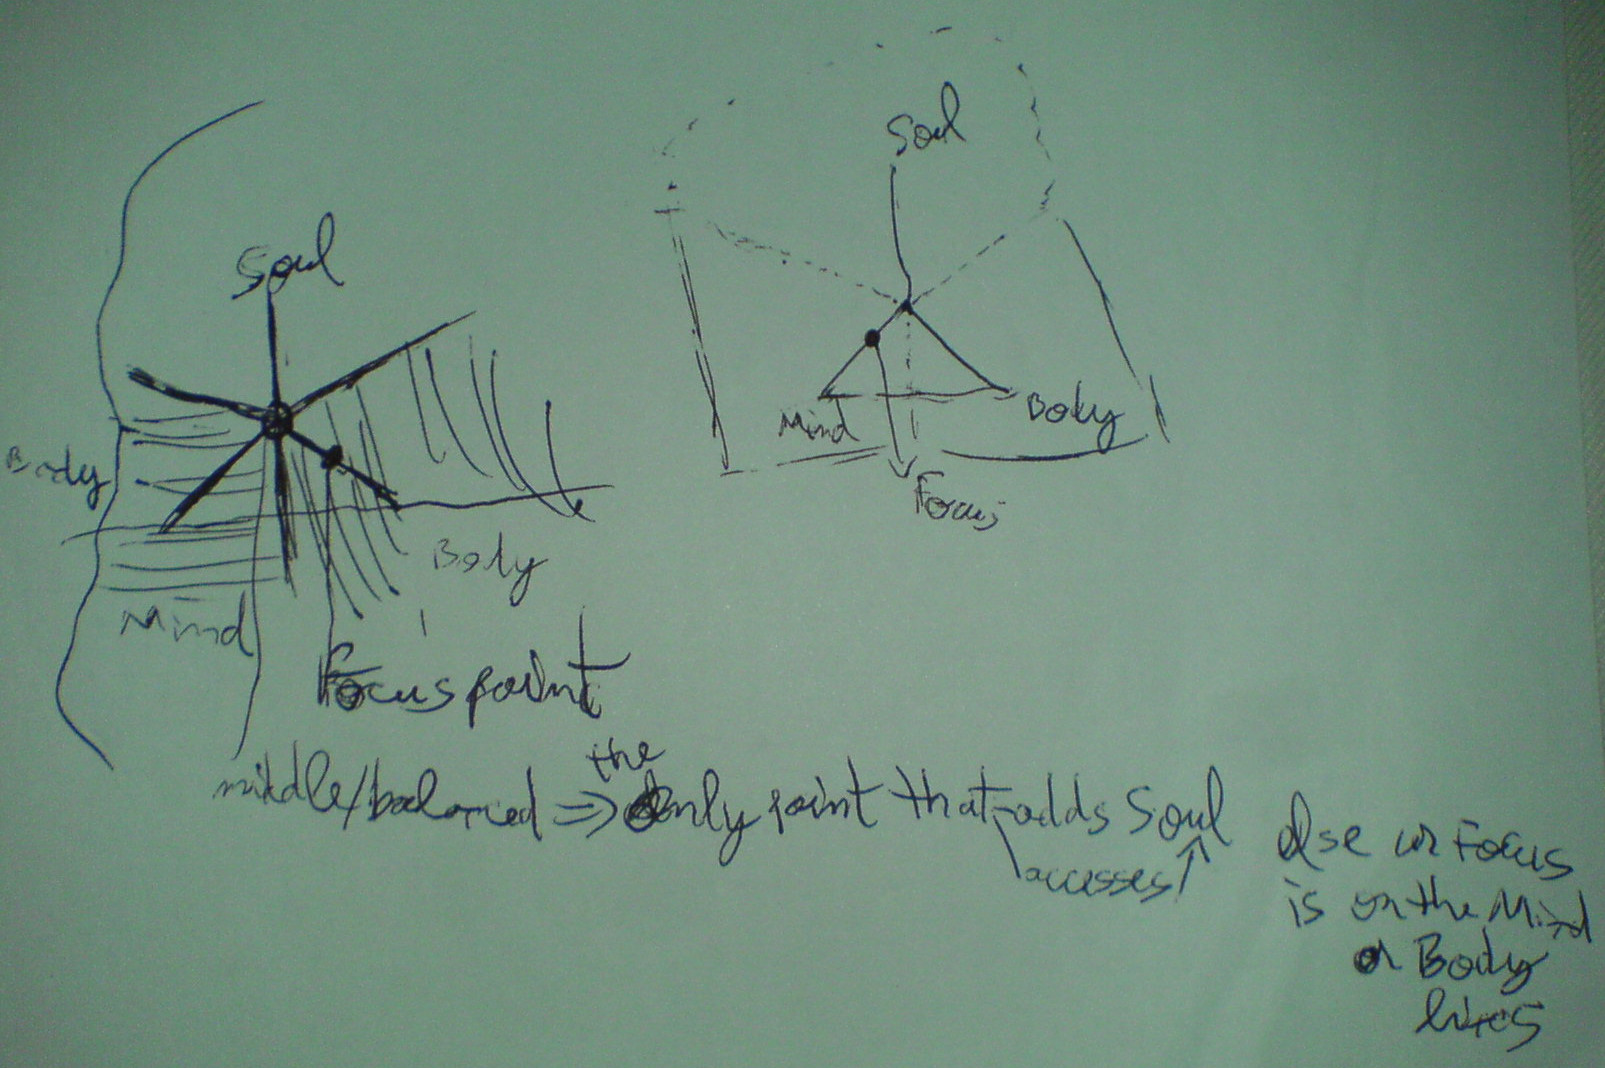 Soul
Body
Mind
Body
Focus point
Soul
Mind
Body
Focus
middle/balanced => the Only point that adds Soul
accesses
else ur Focus
is on the Mind
or Body
lines